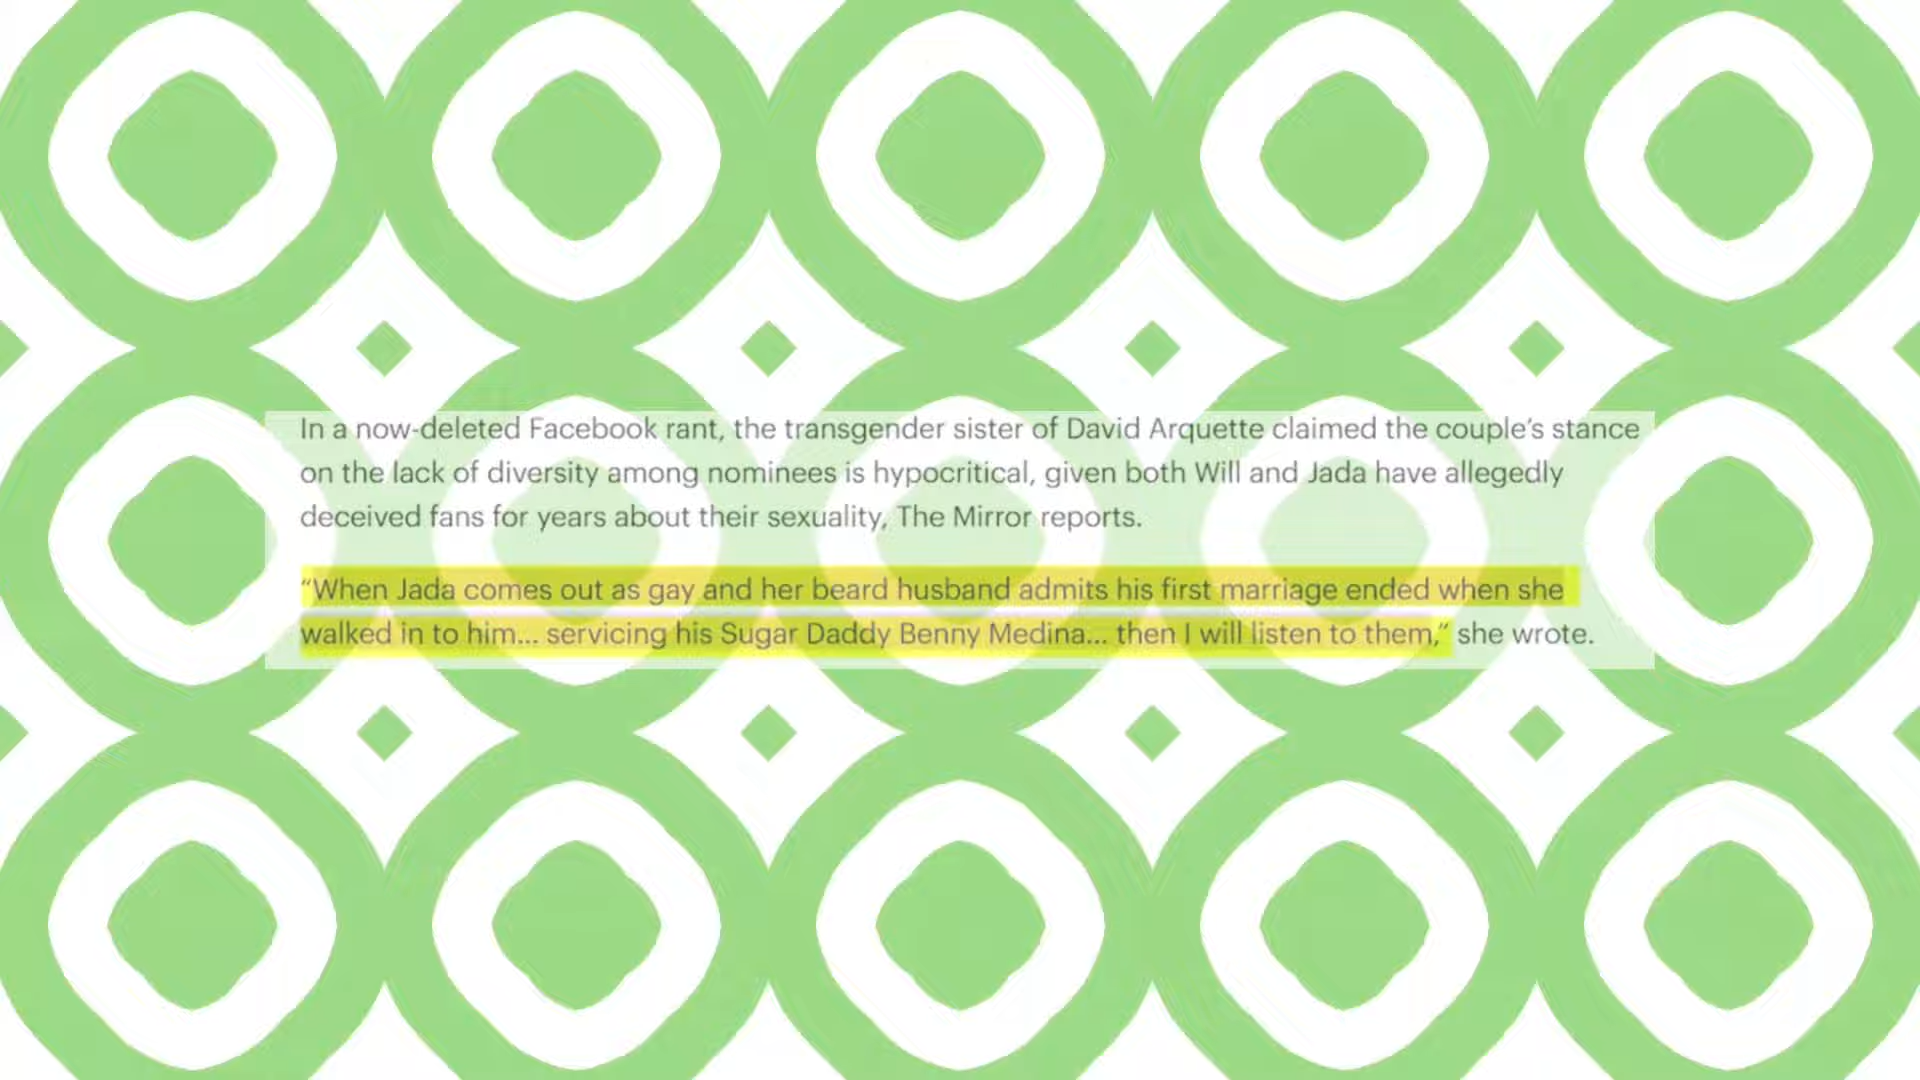 In a now-deleted Facebook rant, the transgender sister of David Arquette claimed the couple’s stance
on the lack of diversity among nominees is hypocritical, given both Will and Jada have allegedly
deceived fans for years about their sexuality, The Mirror reports.
“When Jada comes out as gay and her beard husband admits his first marriage ended when she
walked in to him... servicing his Sugar Daddy Benny Medina... then I will listen to them,” she wrote.